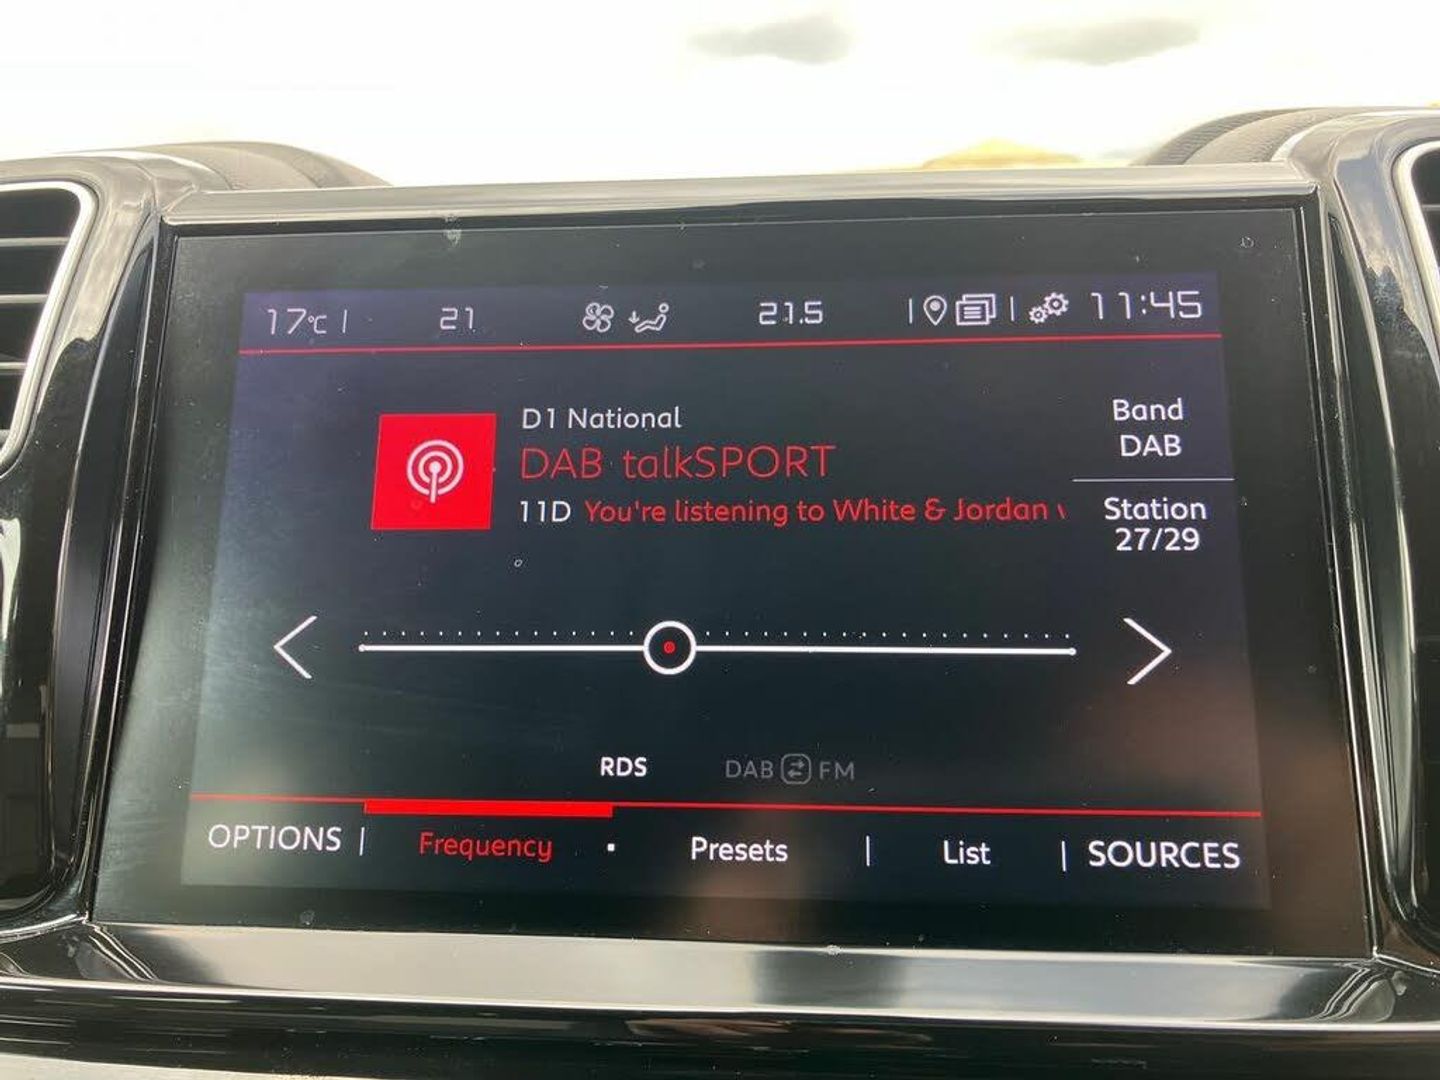 17°C | 21 21.5 | | 11:45
D1 National
DAB talkSPORT
11D You're listening to White & Jordan
Band
DAB
Station
27/29
RDS DAB FM
OPTIONS | Frequency · Presets | List | SOURCES